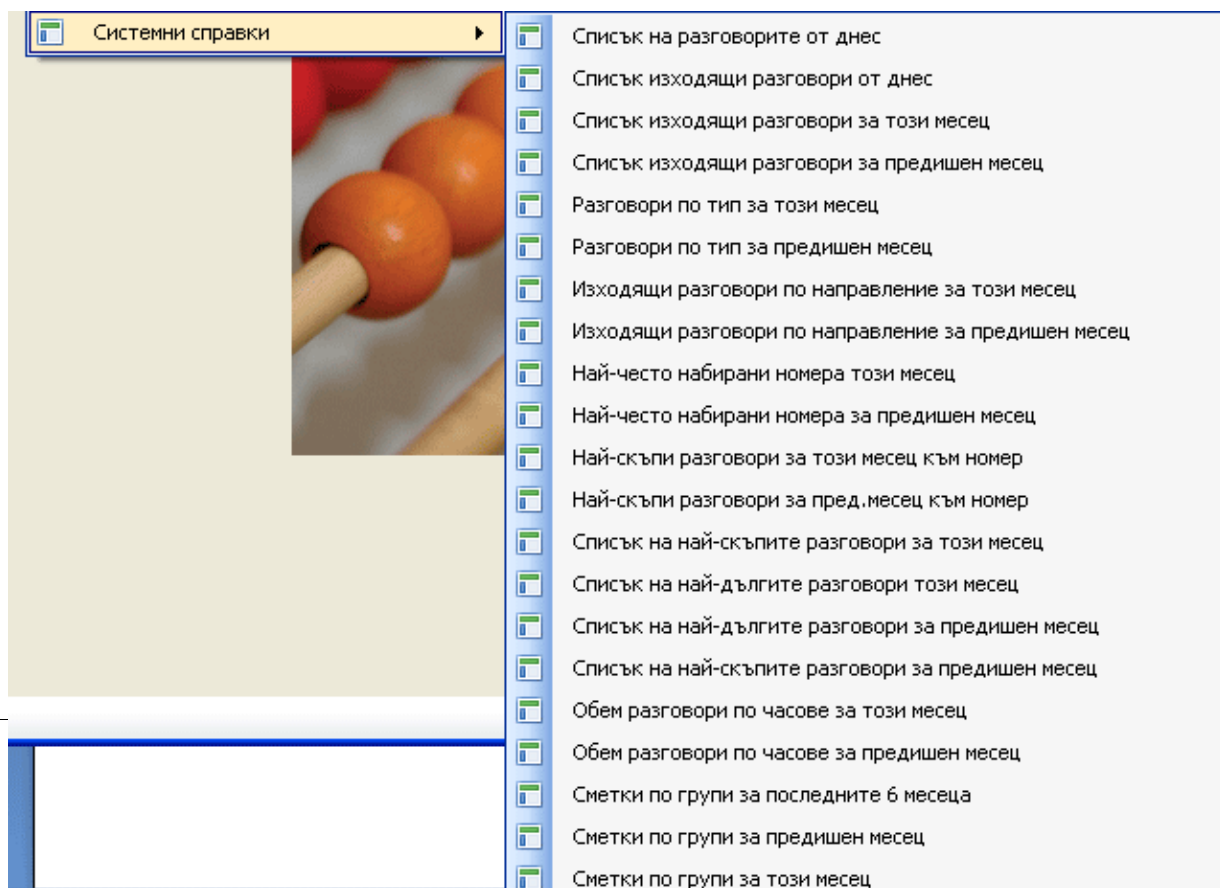 Системни справки
Списък на разговорите от днес
Списък изходящи разговори от днес
Списък изходящи разговори за този месец
Списък изходящи разговори за предишен месец
Разговори по тип за този месец
Разговори по тип за предишен месец
Изходящи разговори по направление за този месец
Изходящи разговори по направление за предишен месец
Най-често набирани номера този месец
Най-често набирани номера за предишен месец
Най-скъпи разговори за този месец към номер
Най-скъпи разговори за пред.месец към номер
Списък на най-скъпите разговори за този месец
Списък на най-дългите разговори този месец
Списък на най-дългите разговори за предишен месец
Списък на най-скъпите разговори за предишен месец
Обем разговори по часове за този месец
Обем разговори по часове за предишен месец
Сметки по групи за последните 6 месеца
Сметки по групи за предишен месец
Сметки по групи за този месец